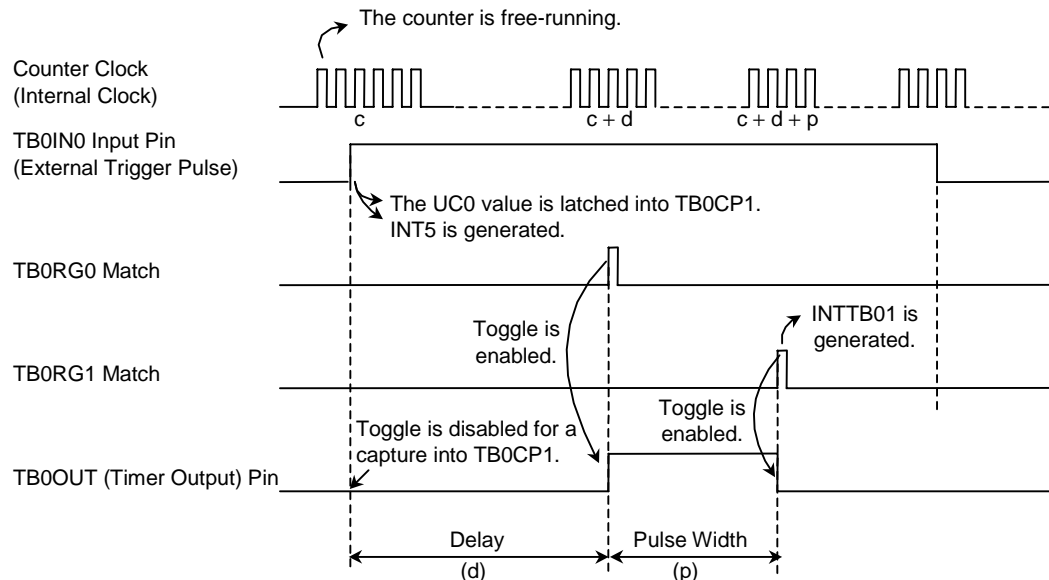 The counter is free-running.
Counter Clock
(Internal Clock)
c
c + d
c + d + p
TB0IN0 Input Pin
(External Trigger Pulse)
The UC0 value is latched into TB0CP1.
INT5 is generated.
TB0RG0 Match
Toggle is
enabled.
INTTB01 is
generated.
TB0RG1 Match
Toggle is
enabled.
Toggle is disabled for a
capture into TB0CP1.
TB0OUT (Timer Output) Pin
Delay
(d)
Pulse Width
(p)